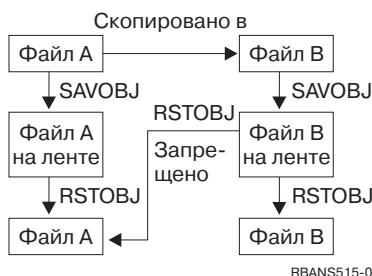 Скопировано в
Файл A
Файл B
SAVOBJ
SAVOBJ
RSTOBJ
Файл A
на ленте
Запре-
щено
Файл B
на ленте
RSTOBJ
RSTOBJ
Файл A
Файл B
RBANS515-0